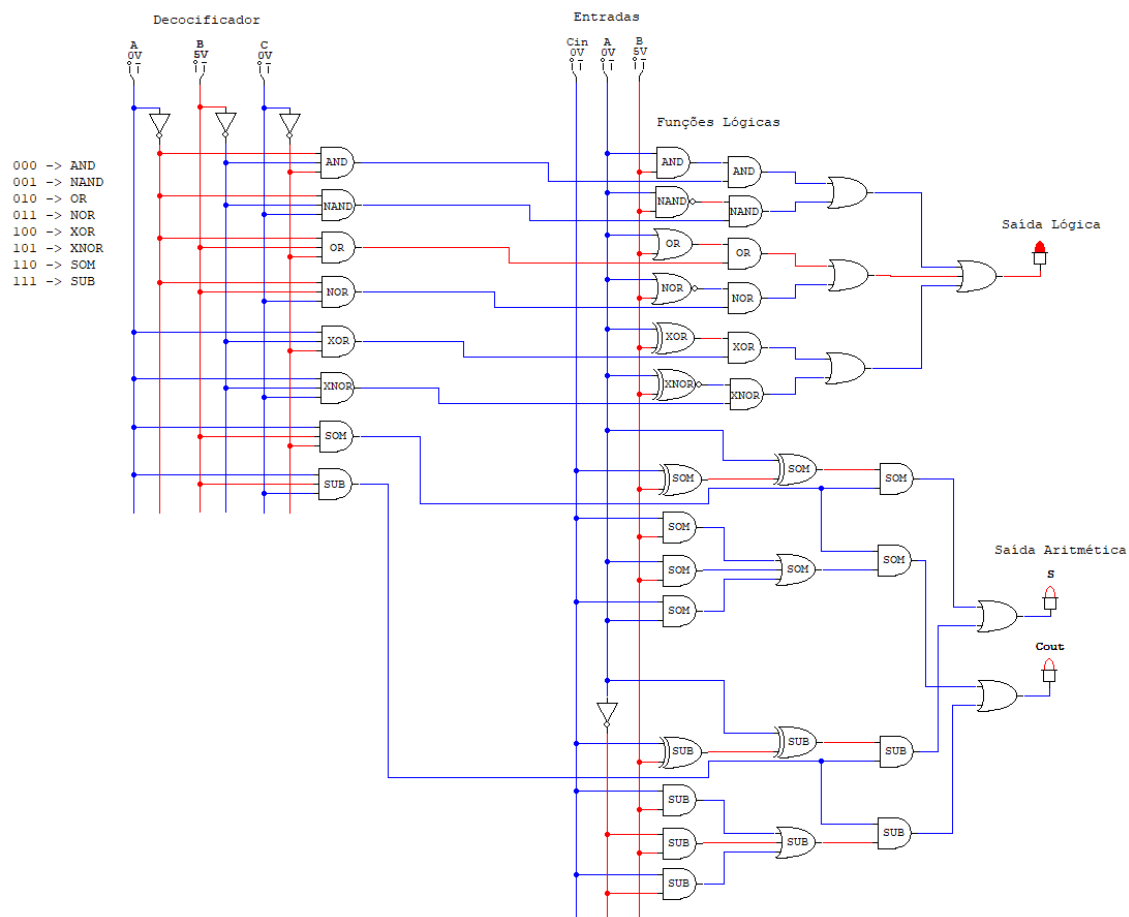 Decocificador
Entradas
A
0V
B
5V
C
0V
Cin
0V
A
0V
B
5V
Funções Lógicas
000 -> AND
001 -> NAND
010 -> OR
011 -> NOR
100 -> XOR
101 -> XNOR
110 -> SOM
111 -> SUB
AND
NAND
OR
NOR
XOR
XNOR
SOM
SUB
AND
AND
NAND
NAND
OR
OR
NOR
NOR
XOR
XOR
XNOR
XNOR
Saída Lógica
SOM
SOM
SOM
SOM
SOM
SOM
SOM
SOM
Saída Aritmética
S
Cout
SUB
SUB
SUB
SUB
SUB
SUB
SUB
SUB